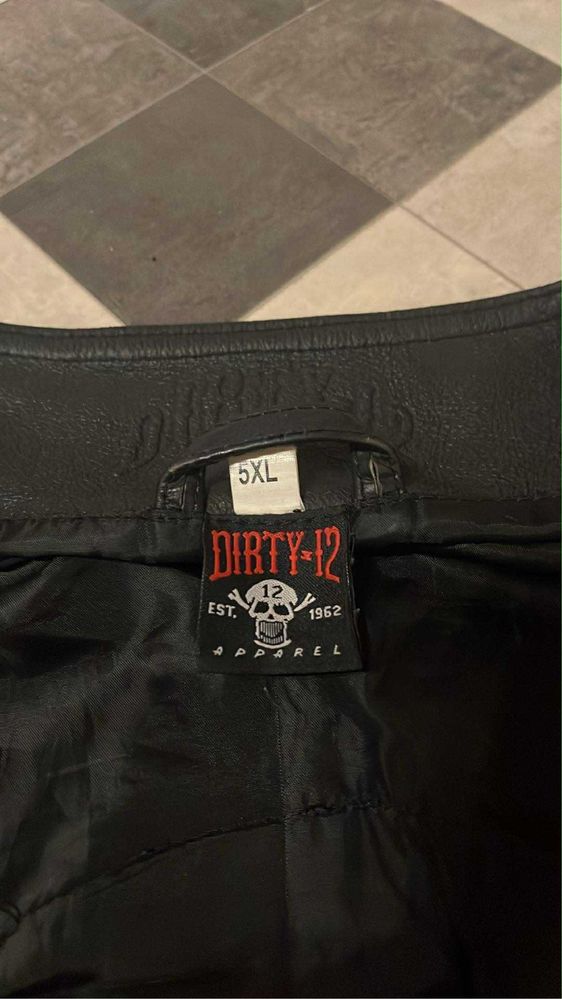 5XL
DIRTY-12
12
EST. 1962
APPAREL